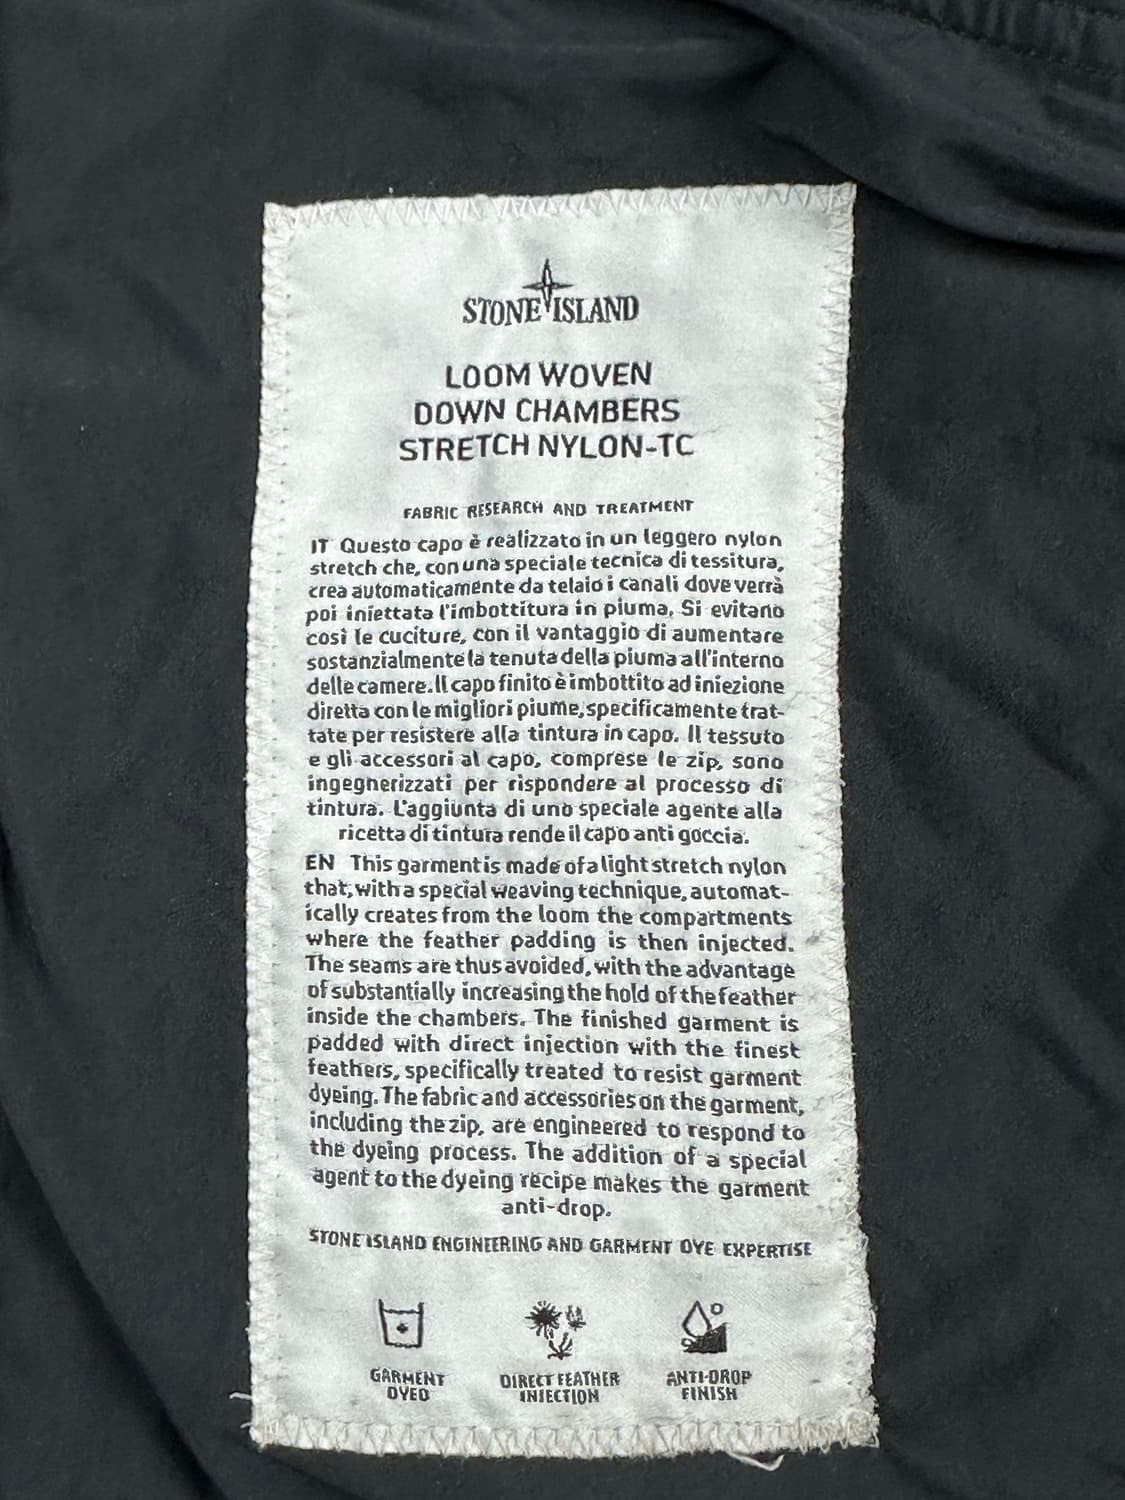 STONE ISLAND
LOOM WOVEN
DOWN CHAMBERS
STRETCH NYLON-TC
FABRIC RESEARCH AND TREATMENT
IT Questo capo è realizzato in un leggero nylon
stretch che, con una speciale tecnica di tessitura,
crea automaticamente da telaio i canali dove verrà
poi iniettata l'imbottitura in piuma. Si evitano
così le cuciture, con il vantaggio di aumentare
sostanzialmente la tenuta della piuma all'interno
delle camere. Il capo finito è imbottito ad iniezione
diretta con le migliori piume, specificamente trat-
tate per resistere alla tintura in capo. Il tessuto
e gli accessori al capo, comprese le zip, sono
ingegnerizzati per rispondere al processo di
tintura. L'aggiunta di uno speciale agente alla
ricetta di tintura rende il capo anti goccia.
EN This garment is made of a light stretch nylon
that, with a special weaving technique, automat-
ically creates from the loom the compartments
where the feather padding is then injected.
The seams are thus avoided, with the advantage
of substantially increasing the hold of the feather
inside the chambers. The finished garment is
padded with direct injection with the finest
feathers, specifically treated to resist garment
dyeing. The fabric and accessories on the garment,
including the zip, are engineered to respond to
the dyeing process. The addition of a special
agent to the dyeing recipe makes the garment
anti-drop.
STONE ISLAND ENGINEERING AND GARMENT DYE EXPERTISE
GARMENT DYED
DIRECT FEATHER INJECTION
ANTI-DROP FINISH